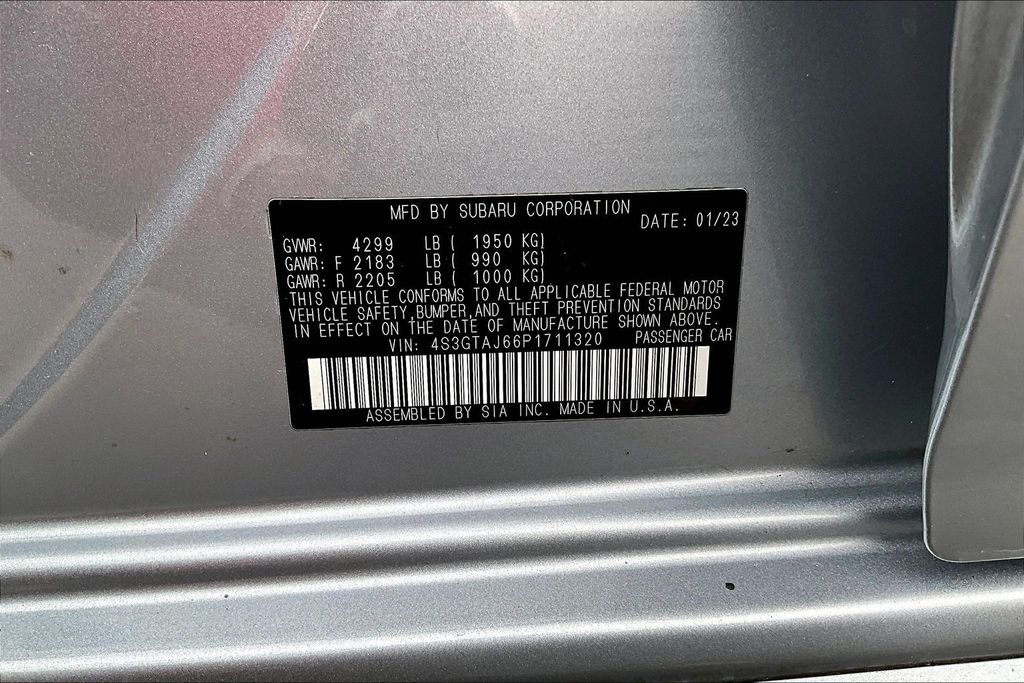 MFD BY SUBARU CORPORATION DATE: 01/23
GVWR: 4299 LB ( 1950 KG)
GAWR: F 2183 LB ( 990 KG)
GAWR: R 2205 LB ( 1000 KG)
THIS VEHICLE CONFORMS TO ALL APPLICABLE FEDERAL MOTOR
VEHICLE SAFETY,BUMPER,AND THEFT PREVENTION STANDARDS
IN EFFECT ON THE DATE OF MANUFACTURE SHOWN ABOVE.
VIN: 4S3GTAJ66P1711320 PASSENGER CAR
ASSEMBLED BY SIA INC. MADE IN U.S.A.